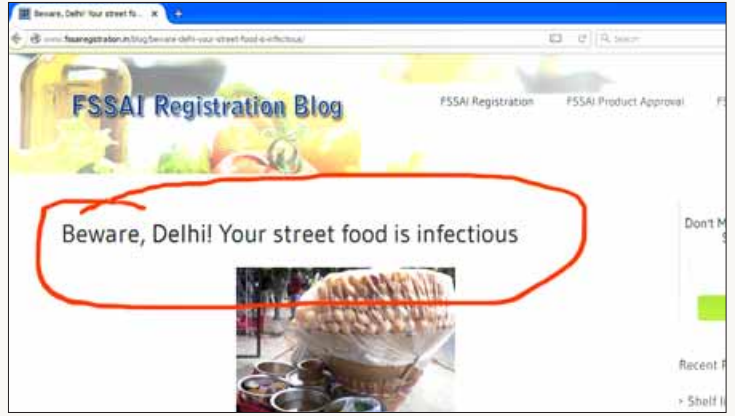 Beware, Delhi! Your street fo...
www.fssairegistration.in/blog/beware-delhi-your-street-food-is-infectious/
Search
FSSAI Registration Blog
FSSAI Registration
FSSAI Product Approval
FS
Beware, Delhi! Your street food is infectious
Don't M
S
Recent P
Shelf li